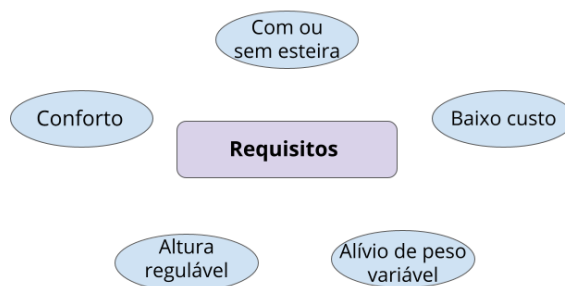 Com ou
sem esteira
Conforto
Baixo custo
Requisitos
Altura
regulável
Alívio de peso
variável